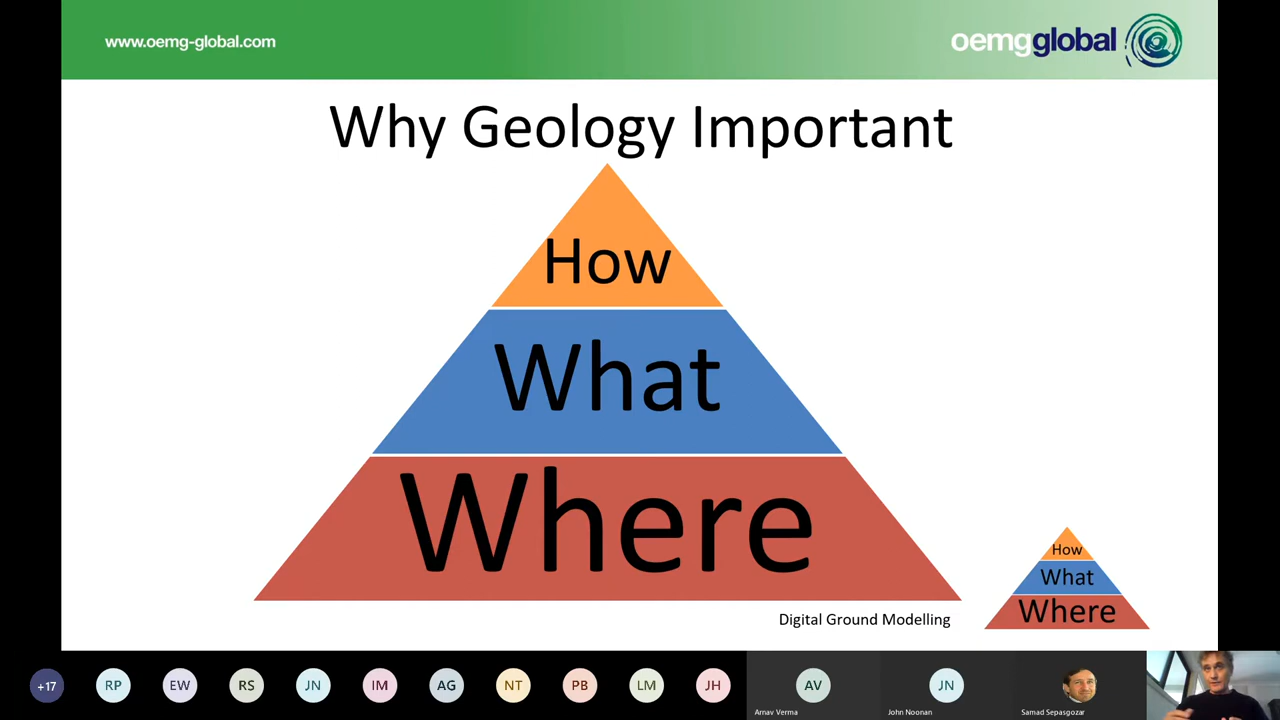 www.oemg-global.com
oemgglobal
Why Geology Important
How
What
Where
Digital Ground Modelling
How
What
Where
+17
RP
EW
RS
JN
IM
AG
NT
PB
LM
JH
AV
JN
Arnav Verma
John Noonan
Samad Sepasgozar